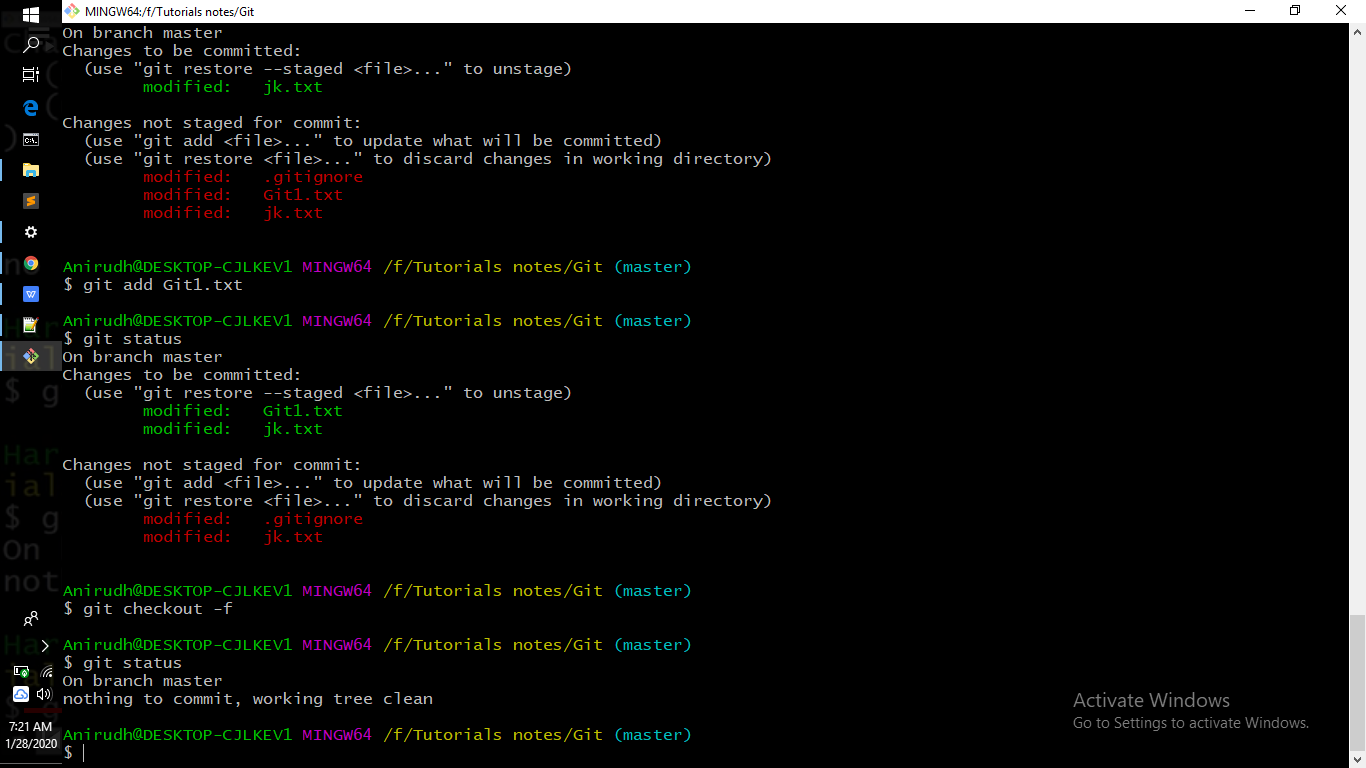 MINGW64:/f/Tutorials notes/Git
On branch master
Changes to be committed:
  (use "git restore --staged <file>..." to unstage)
        modified:   jk.txt
Changes not staged for commit:
  (use "git add <file>..." to update what will be committed)
  (use "git restore <file>..." to discard changes in working directory)
        modified:   .gitignore
        modified:   Git1.txt
        modified:   jk.txt
Anirudh@DESKTOP-CJLKEV1 MINGW64 /f/Tutorials notes/Git (master)
$ git add Git1.txt
Anirudh@DESKTOP-CJLKEV1 MINGW64 /f/Tutorials notes/Git (master)
$ git status
On branch master
Changes to be committed:
  (use "git restore --staged <file>..." to unstage)
        modified:   Git1.txt
        modified:   jk.txt
Changes not staged for commit:
  (use "git add <file>..." to update what will be committed)
  (use "git restore <file>..." to discard changes in working directory)
        modified:   .gitignore
        modified:   jk.txt
Anirudh@DESKTOP-CJLKEV1 MINGW64 /f/Tutorials notes/Git (master)
$ git checkout -f
Anirudh@DESKTOP-CJLKEV1 MINGW64 /f/Tutorials notes/Git (master)
$ git status
On branch master
nothing to commit, working tree clean
Anirudh@DESKTOP-CJLKEV1 MINGW64 /f/Tutorials notes/Git (master)
$
Activate Windows
Go to Settings to activate Windows.
7:21 AM
1/28/2020